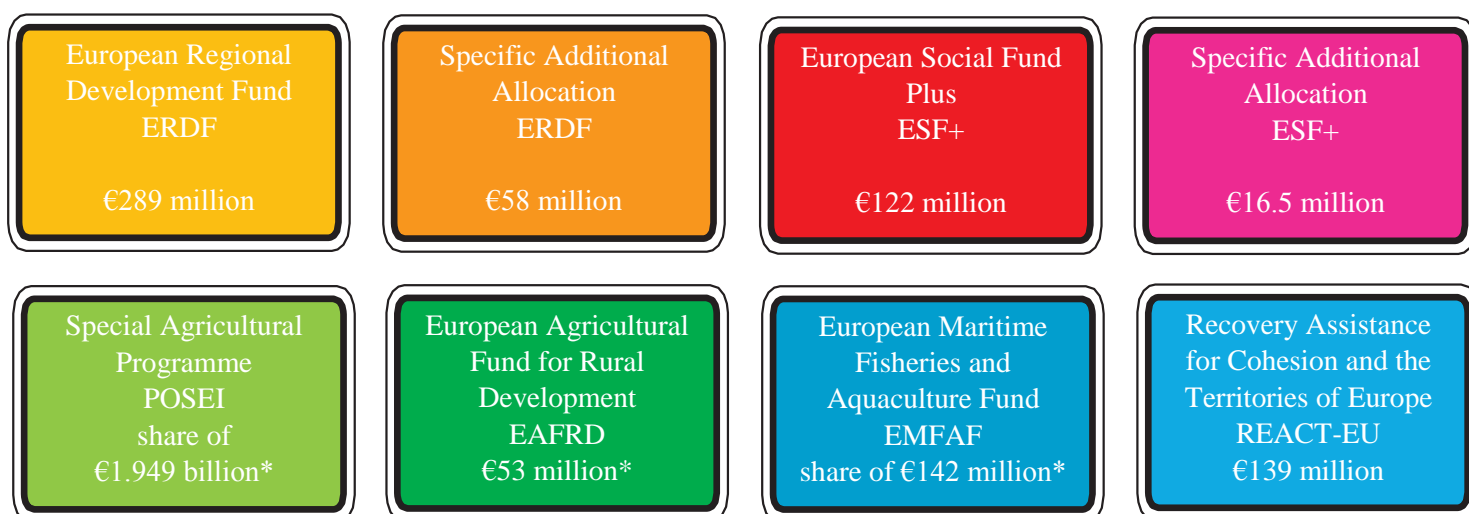 European Regional
Development Fund
ERDF
€289 million
Specific Additional
Allocation
ERDF
€58 million
European Social Fund
Plus
ESF+
€122 million
Specific Additional
Allocation
ESF+
€16.5 million
Special Agricultural
Programme
POSEI
share of
€1.949 billion*
European Agricultural
Fund for Rural
Development
EAFRD
€53 million*
European Maritime
Fisheries and
Aquaculture Fund
EMFAF
share of €142 million*
Recovery Assistance
for Cohesion and the
Territories of Europe
REACT-EU
€139 million